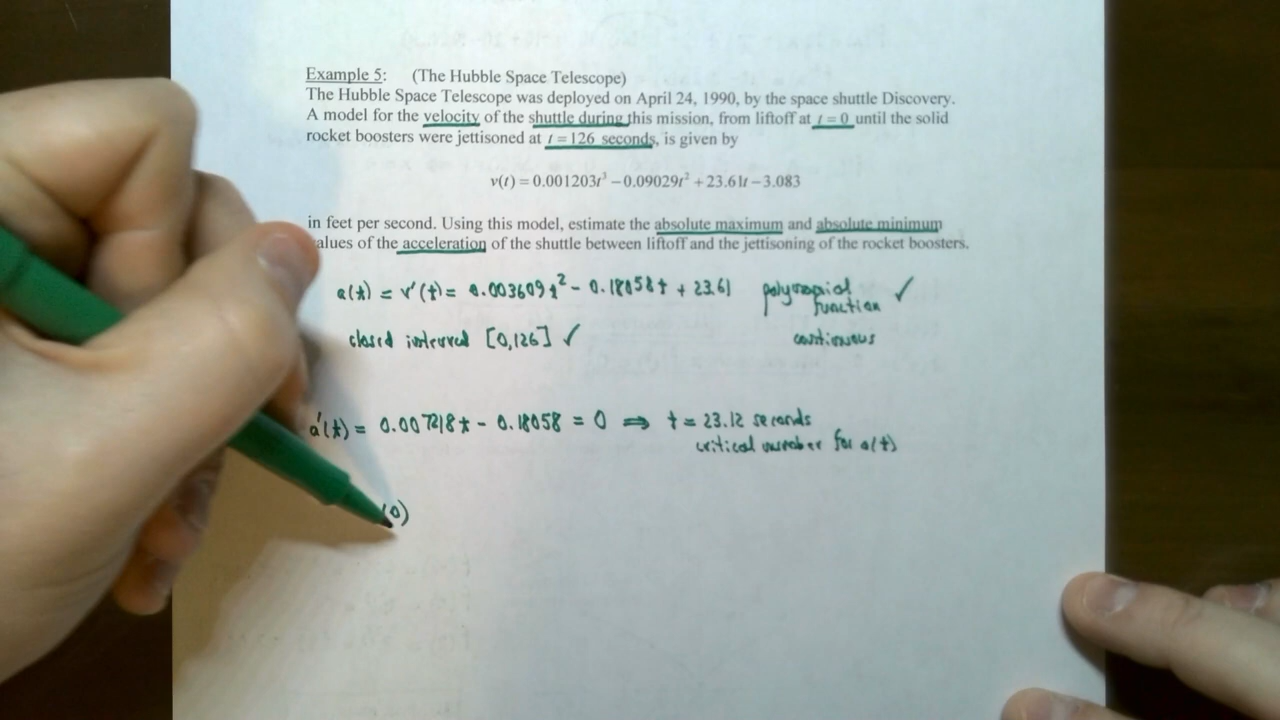 Example 5: (The Hubble Space Telescope)
The Hubble Space Telescope was deployed on April 24, 1990, by the space shuttle Discovery.
A model for the velocity of the shuttle during this mission, from liftoff at t = 0 until the solid
rocket boosters were jettisoned at t = 126 seconds, is given by
v(t) = 0.001203t³ − 0.09029t² + 23.61t − 3.083
in feet per second. Using this model, estimate the absolute maximum and absolute minimum
alues of the acceleration of the shuttle between liftoff and the jettisoning of the rocket boosters.
a(t) = v'(t) = 0.003609t² - 0.18058t + 23.61 polynomial function ✓
closed interval [0,126] ✓ continuous
a'(t) = 0.007218t - 0.18058 = 0 ⇒ t = 23.12 seconds
critical number for a(t)
(0)